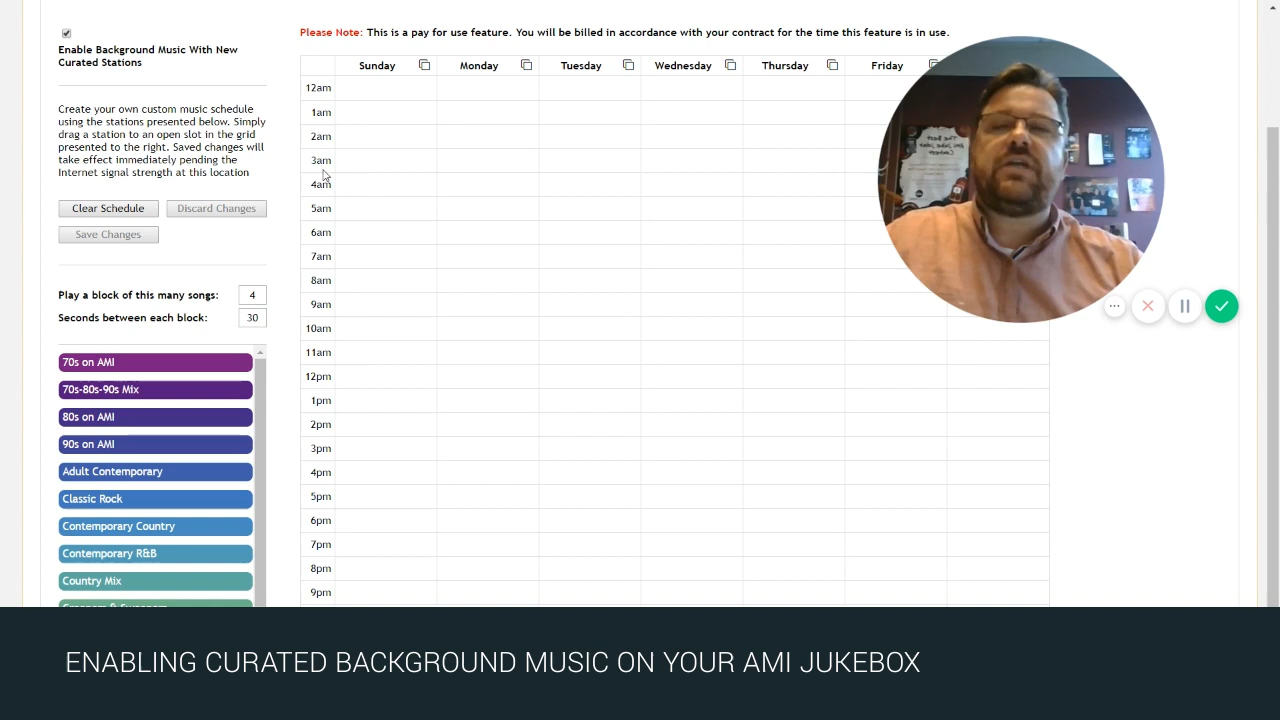 Please Note: This is a pay for use feature. You will be billed in accordance with your contract for the time this feature is in use.
Enable Background Music With New
Curated Stations
Create your own custom music schedule
using the stations presented below. Simply
drag a station to an open slot in the grid
presented to the right. Saved changes will
take effect immediately pending the
Internet signal strength at this location
Clear Schedule Discard Changes
Save Changes
Play a block of this many songs: 4
Seconds between each block: 30
70s on AMI
70s-80s-90s Mix
80s on AMI
90s on AMI
Adult Contemporary
Classic Rock
Contemporary Country
Contemporary R&B
Country Mix
Sunday Monday Tuesday Wednesday Thursday Friday
12am
1am
2am
3am
4am
5am
6am
7am
8am
9am
10am
11am
12pm
1pm
2pm
3pm
4pm
5pm
6pm
7pm
8pm
9pm
ENABLING CURATED BACKGROUND MUSIC ON YOUR AMI JUKEBOX